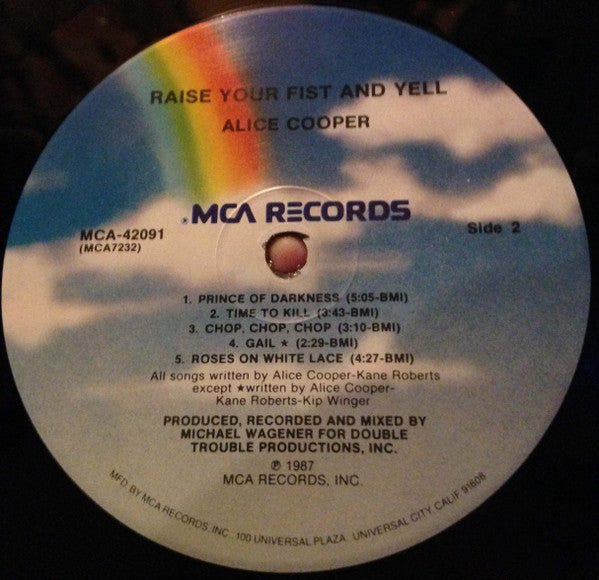 RAISE YOUR FIST AND YELL
ALICE COOPER
®MCA RECORDS
MCA-42091
(MCA7232)
Side 2
1. PRINCE OF DARKNESS (5:05-BMI)
2. TIME TO KILL (3:43-BMI)
3. CHOP, CHOP, CHOP (3:10-BMI)
4. GAIL ★ (2:29-BMI)
5. ROSES ON WHITE LACE (4:27-BMI)
All songs written by Alice Cooper-Kane Roberts
except ★written by Alice Cooper-
Kane Roberts-Kip Winger
PRODUCED, RECORDED AND MIXED BY
MICHAEL WAGENER FOR DOUBLE
TROUBLE PRODUCTIONS, INC.
℗ 1987
MCA RECORDS, INC.
MFD. BY MCA RECORDS, INC., 100 UNIVERSAL PLAZA, UNIVERSAL CITY, CALIF. 91608